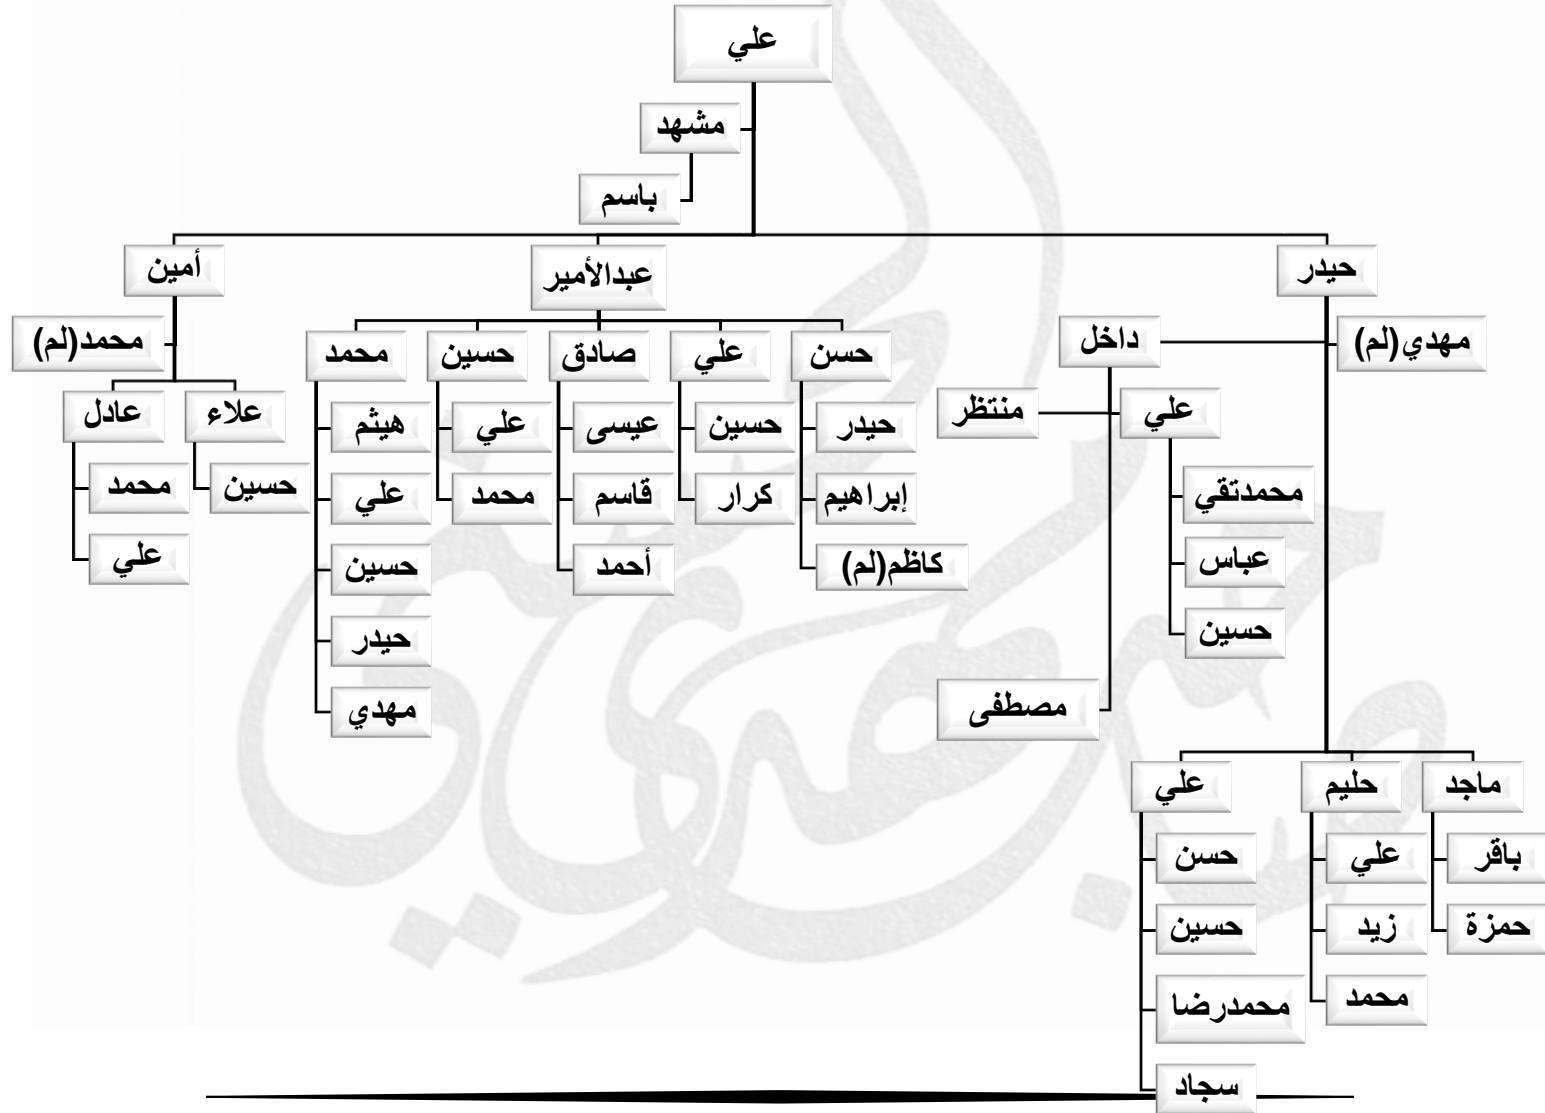 علي
مشهد
باسم
حيدر
عبدالأمير
أمين
مهدي(لم)
داخل
حسن
علي
صادق
حسين
محمد
محمد(لم)
علي
منتظر
حيدر
حسين
عيسى
علي
هيثم
علاء
عادل
محمدتقي
إبراهيم
كرار
قاسم
محمد
علي
حسين
محمد
عباس
كاظم(لم)
أحمد
حسين
علي
حسين
حيدر
مصطفى
مهدي
ماجد
حليم
علي
باقر
علي
حسن
حمزة
زيد
حسين
محمد
محمدرضا
سجاد